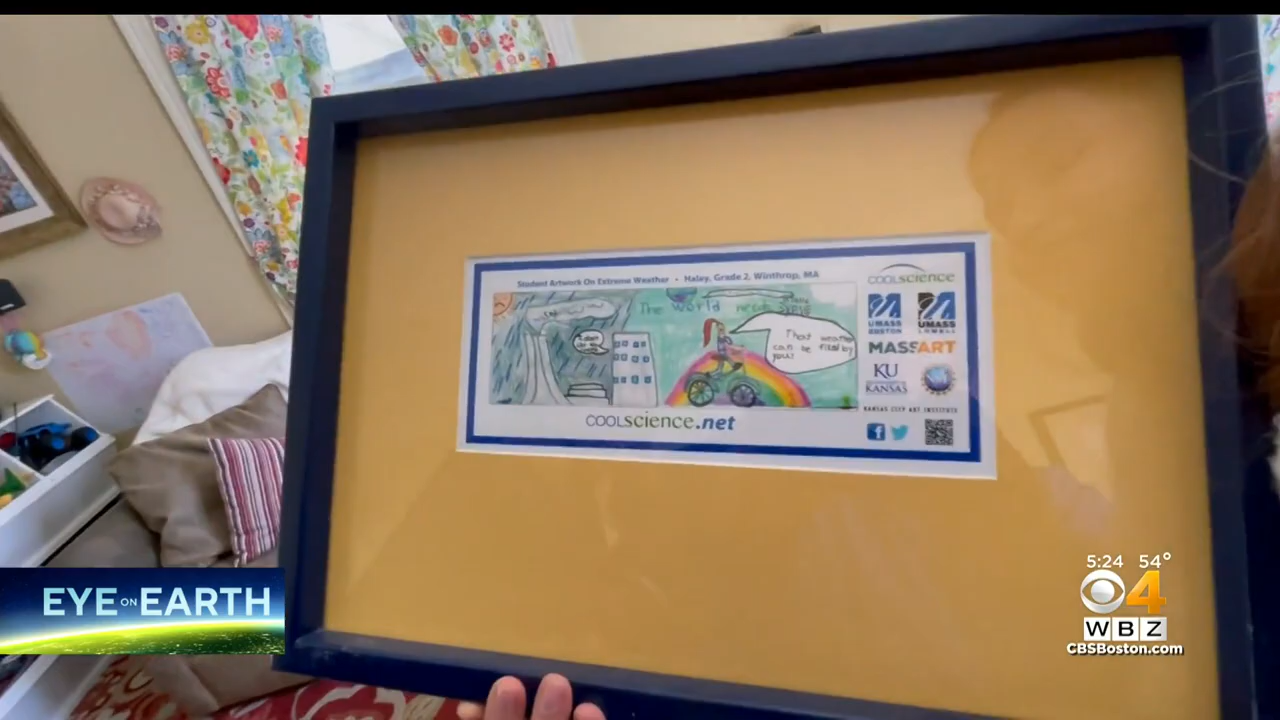 Student Artwork On Extreme Weather • Haley, Grade 2, Winthrop, MA
The world needs
That weather
can be fixed by
you!
COOLscience.net
COOLSCIENCE
UMASS
BOSTON
UMASS
LOWELL
MASSART
KU
KANSAS
KANSAS CITY ART INSTITUTE
EYE ON EARTH
5:24 54°
4
WBZ
CBSBoston.com